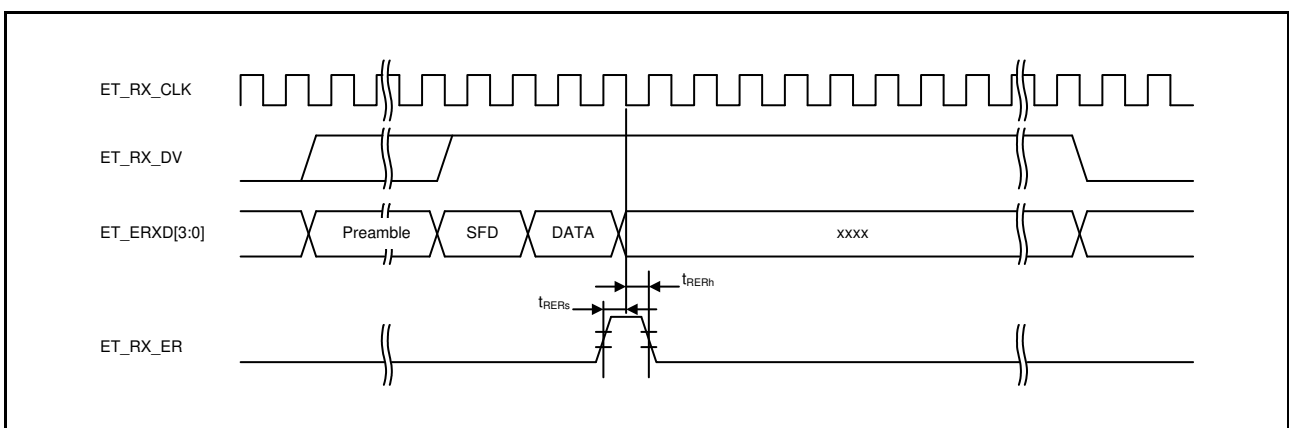 ET_RX_CLK
ET_RX_DV
ET_ERXD[3:0]
Preamble
SFD
DATA
xxxx
tRERh
tRERs
ET_RX_ER